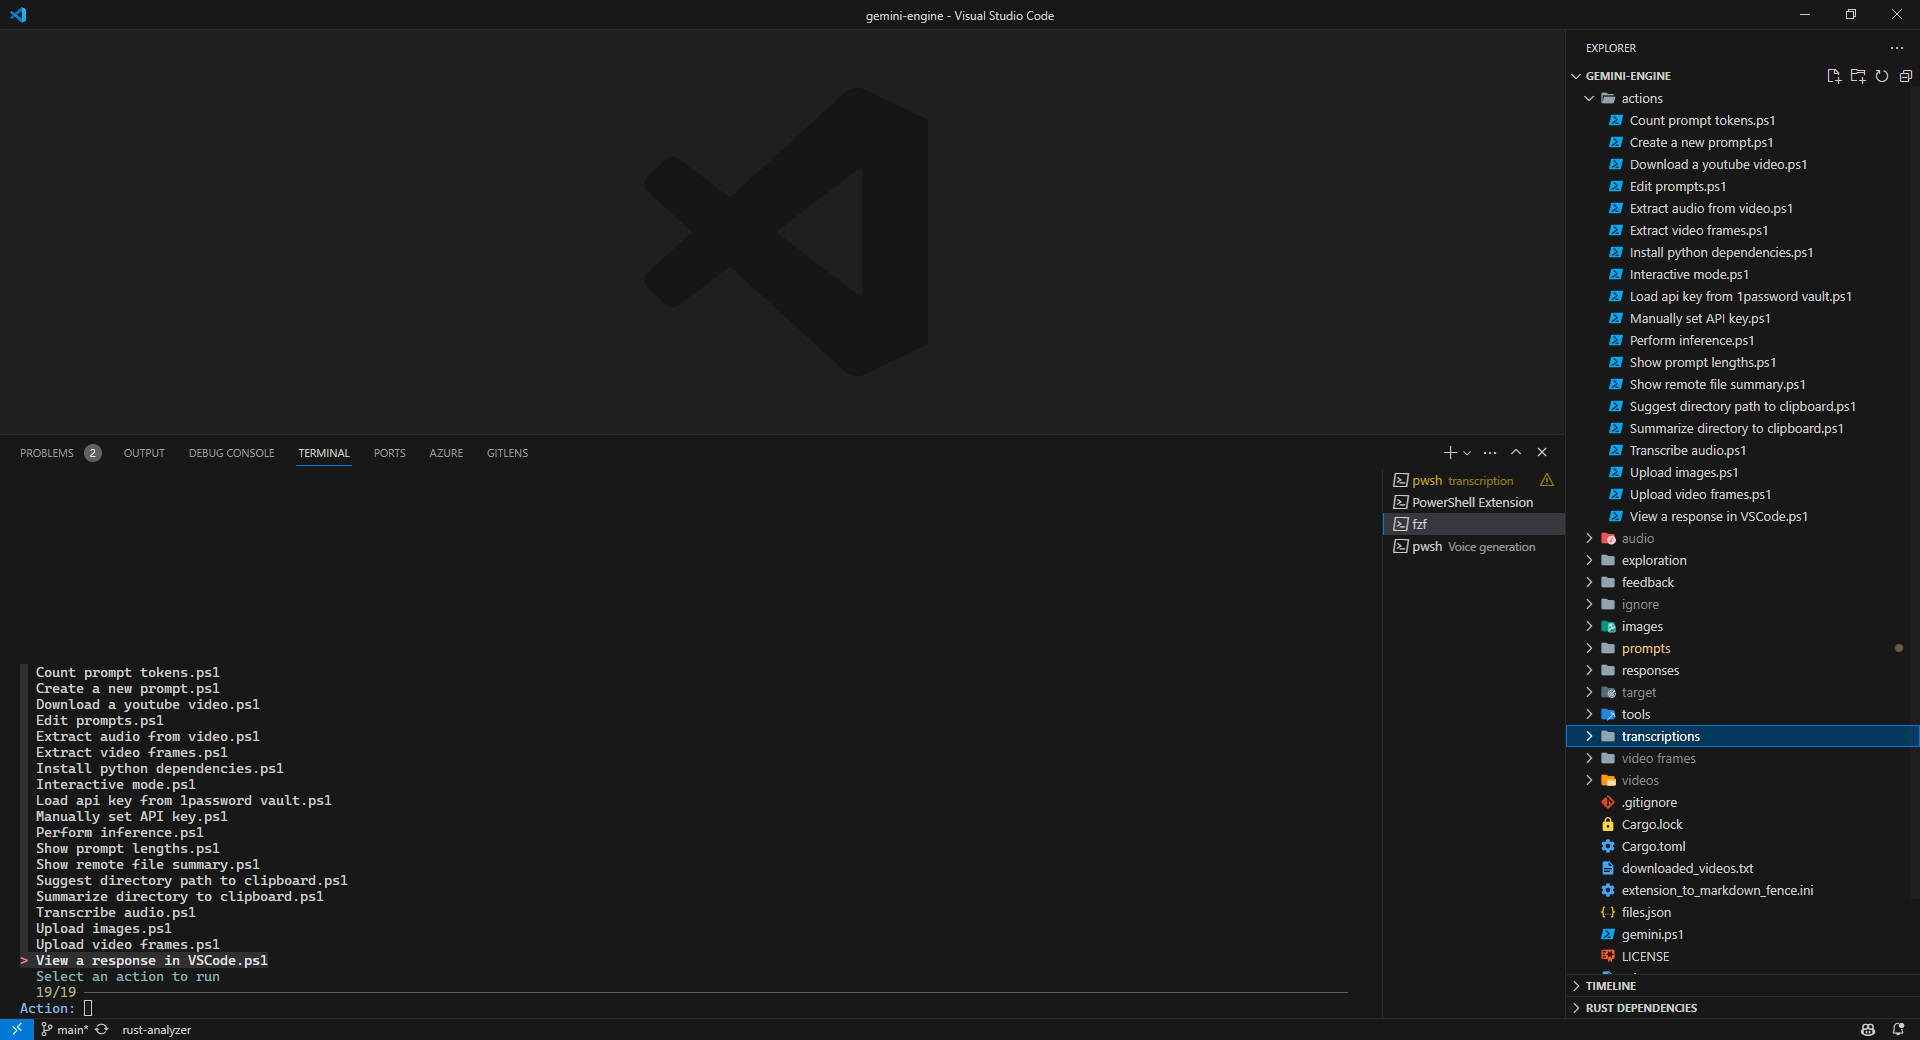 gemini-engine - Visual Studio Code
EXPLORER
GEMINI-ENGINE
actions
Count prompt tokens.ps1
Create a new prompt.ps1
Download a youtube video.ps1
Edit prompts.ps1
Extract audio from video.ps1
Extract video frames.ps1
Install python dependencies.ps1
Interactive mode.ps1
Load api key from 1password vault.ps1
Manually set API key.ps1
Perform inference.ps1
Show prompt lengths.ps1
Show remote file summary.ps1
Suggest directory path to clipboard.ps1
Summarize directory to clipboard.ps1
Transcribe audio.ps1
Upload images.ps1
Upload video frames.ps1
View a response in VSCode.ps1
audio
exploration
feedback
ignore
images
prompts
responses
target
tools
transcriptions
video frames
videos
.gitignore
Cargo.lock
Cargo.toml
downloaded_videos.txt
extension_to_markdown_fence.ini
files.json
gemini.ps1
LICENSE
TIMELINE
RUST DEPENDENCIES
PROBLEMS 2 OUTPUT DEBUG CONSOLE TERMINAL PORTS AZURE GITLENS
pwsh transcription
PowerShell Extension
fzf
pwsh Voice generation
Count prompt tokens.ps1
Create a new prompt.ps1
Download a youtube video.ps1
Edit prompts.ps1
Extract audio from video.ps1
Extract video frames.ps1
Install python dependencies.ps1
Interactive mode.ps1
Load api key from 1password vault.ps1
Manually set API key.ps1
Perform inference.ps1
Show prompt lengths.ps1
Show remote file summary.ps1
Suggest directory path to clipboard.ps1
Summarize directory to clipboard.ps1
Transcribe audio.ps1
Upload images.ps1
Upload video frames.ps1
> View a response in VSCode.ps1
Select an action to run
19/19
Action:
main* rust-analyzer